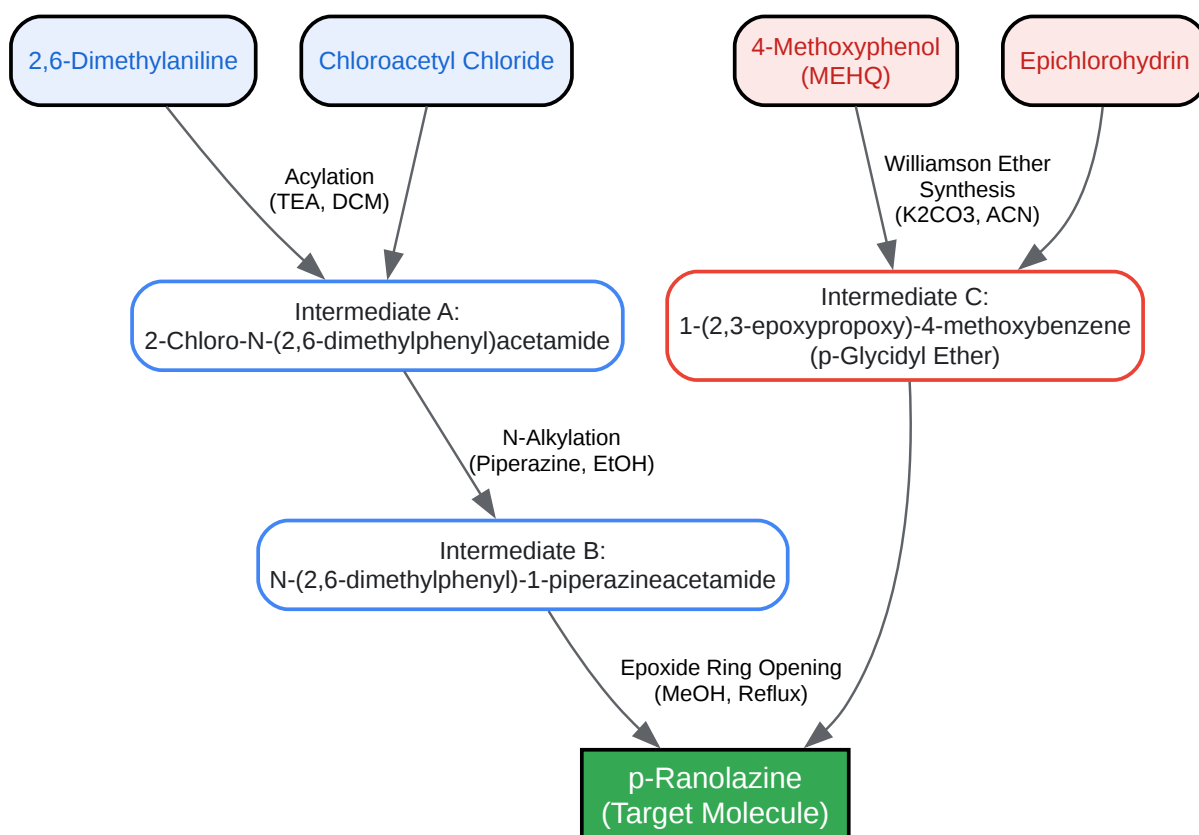 2,6-Dimethylaniline
Chloroacetyl Chloride
4-Methoxyphenol
(MEHQ)
Epichlorohydrin
Acylation
(TEA, DCM)
Williamson Ether
Synthesis
(K2CO3, ACN)
Intermediate A:
2-Chloro-N-(2,6-dimethylphenyl)acetamide
Intermediate C:
1-(2,3-epoxypropoxy)-4-methoxybenzene
(p-Glycidyl Ether)
N-Alkylation
(Piperazine, EtOH)
Intermediate B:
N-(2,6-dimethylphenyl)-1-piperazineacetamide
Epoxide Ring Opening
(MeOH, Reflux)
p-Ranolazine
(Target Molecule)